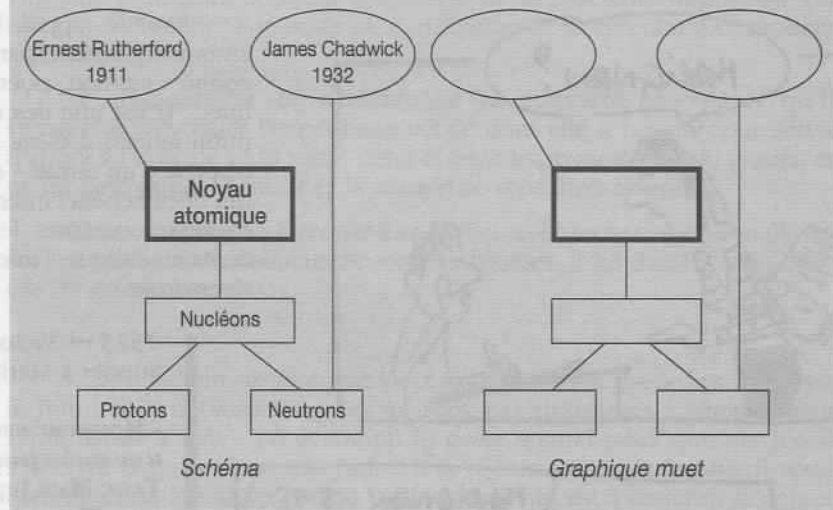 Ernest Rutherford
1911
James Chadwick
1932
Noyau
atomique
Nucléons
Protons
Neutrons
Schéma
Graphique muet